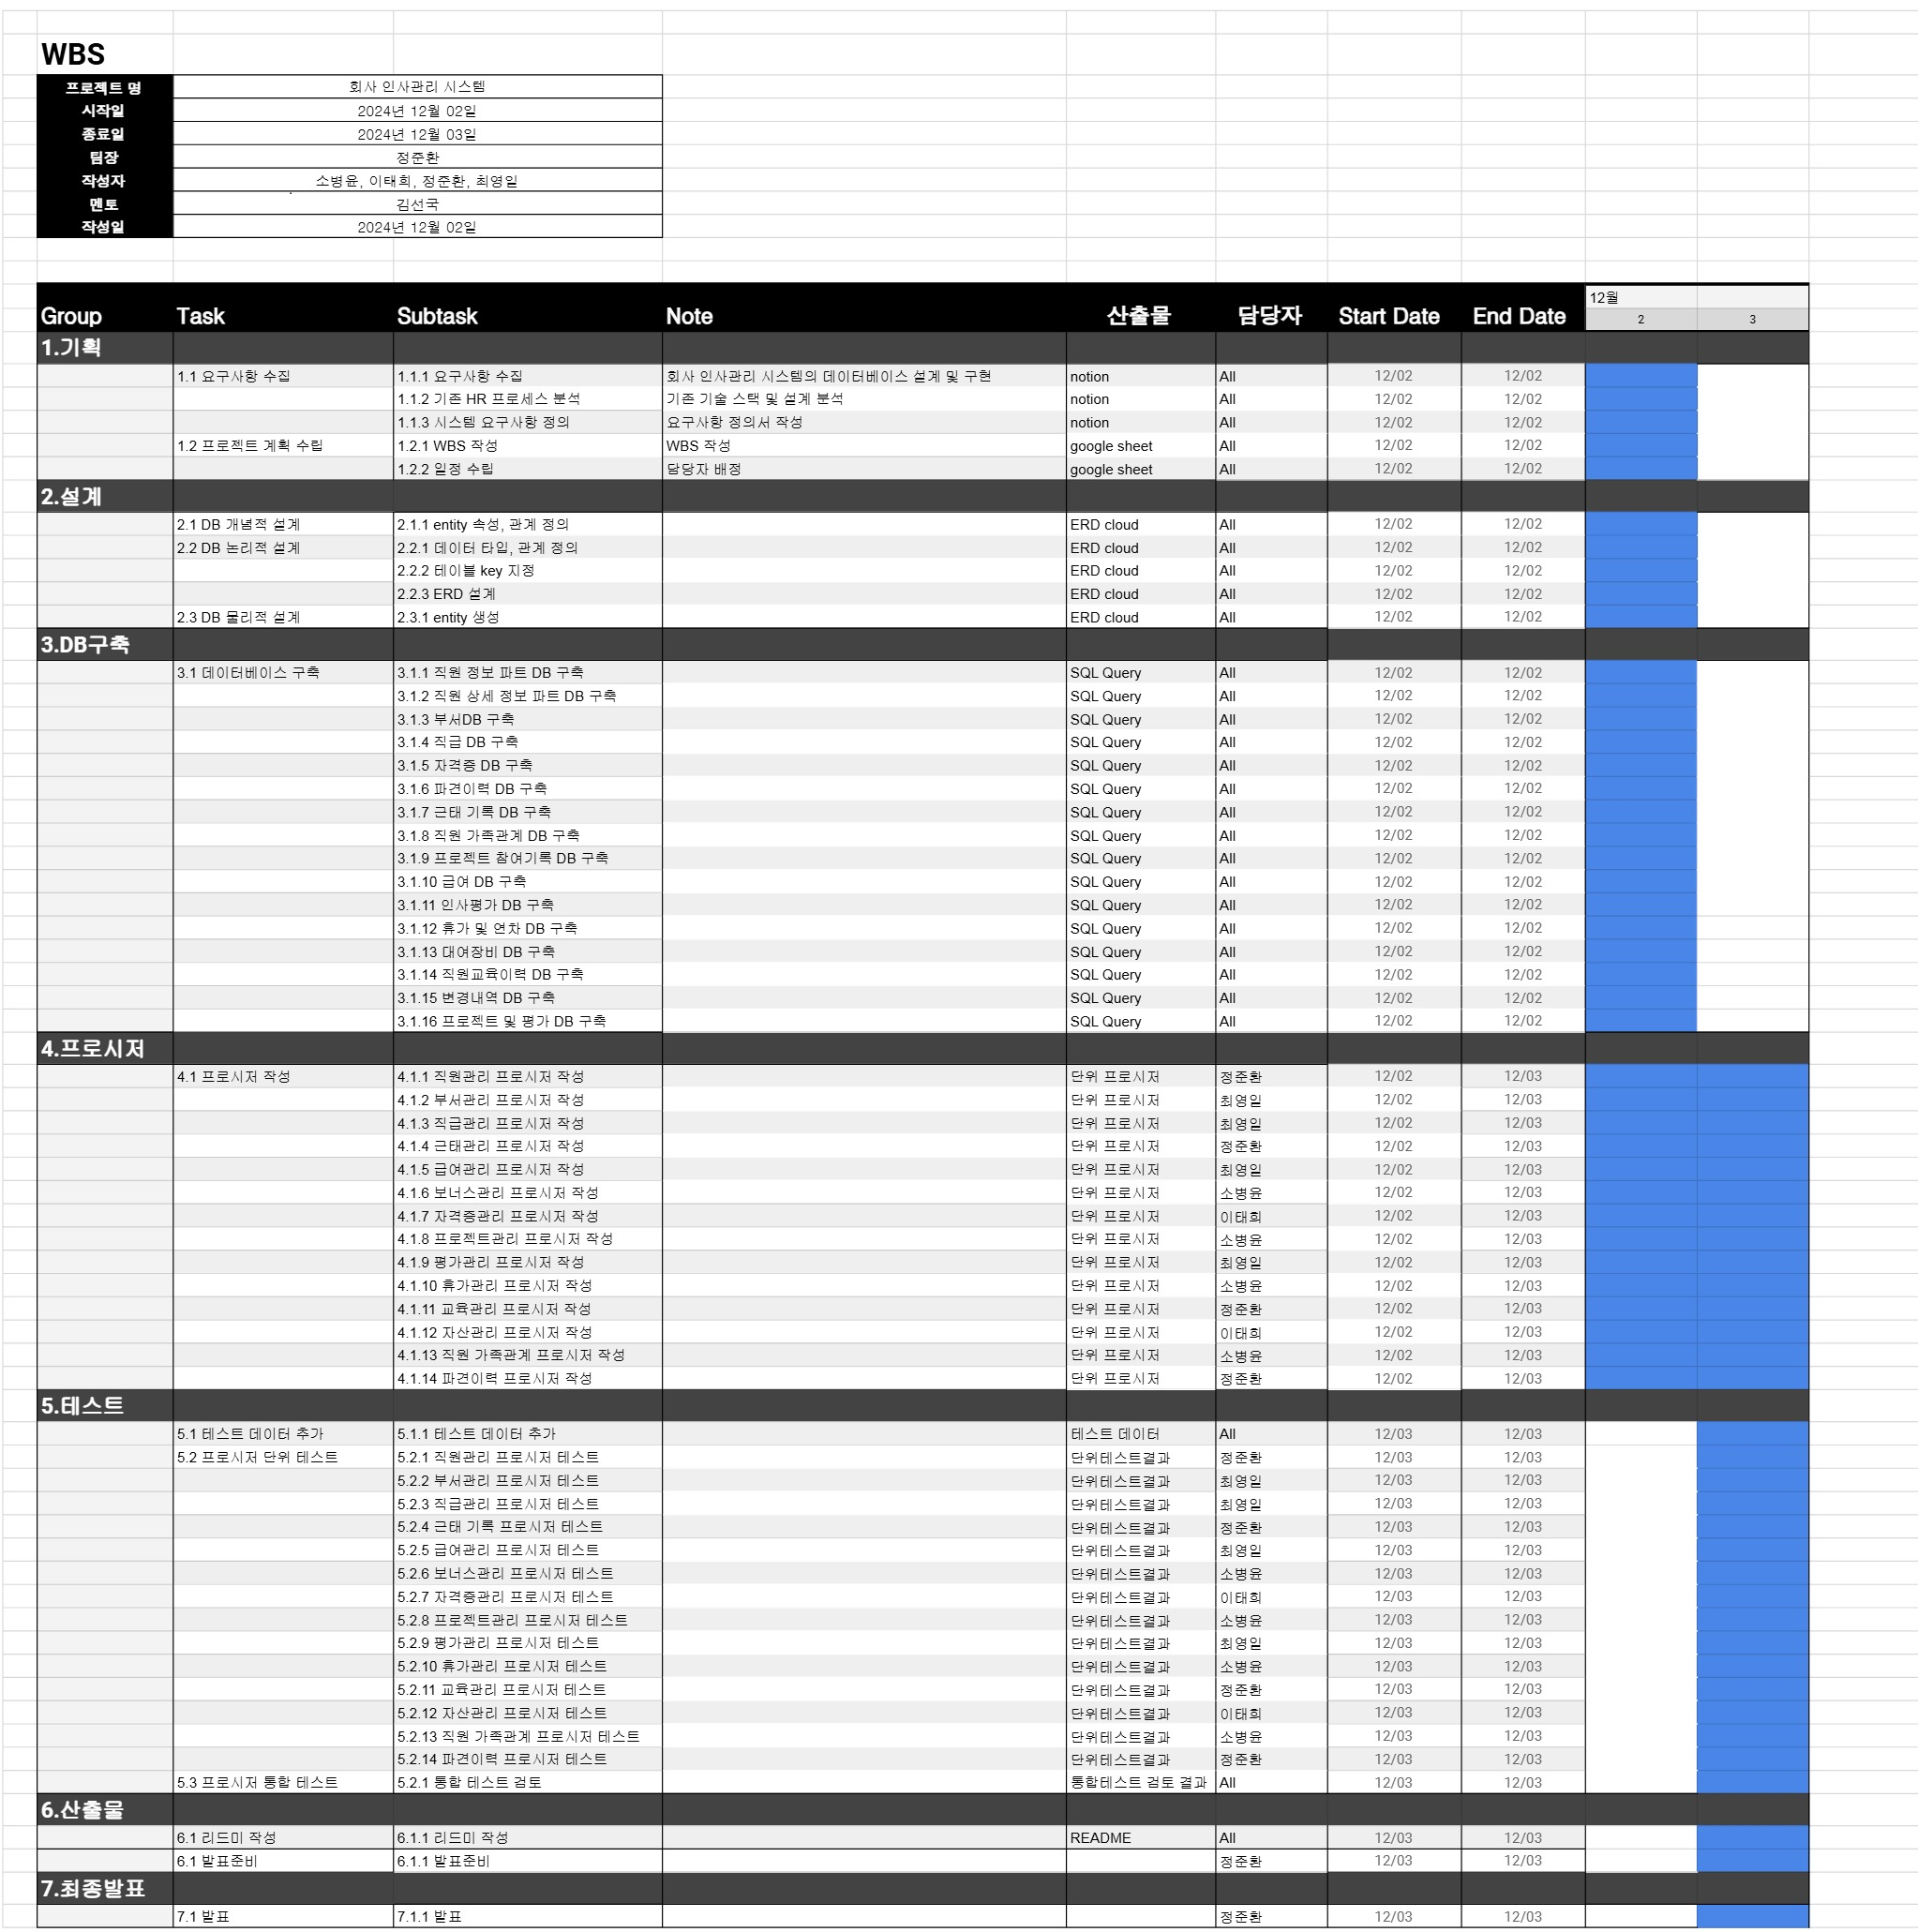 WBS
프로젝트 명 회사 인사관리 시스템
시작일 2024년 12월 02일
종료일 2024년 12월 03일
팀장 정준환
작성자 소병윤, 이태희, 정준환, 최영일
멘토 김선국
작성일 2024년 12월 02일
12월
Group Task Subtask Note 산출물 담당자 Start Date End Date 2 3
1.기획
1.1 요구사항 수집 1.1.1 요구사항 수집 회사 인사관리 시스템의 데이터베이스 설계 및 구현 notion All 12/02 12/02
1.1.2 기존 HR 프로세스 분석 기존 기술 스택 및 설계 분석 notion All 12/02 12/02
1.1.3 시스템 요구사항 정의 요구사항 정의서 작성 notion All 12/02 12/02
1.2 프로젝트 계획 수립 1.2.1 WBS 작성 WBS 작성 google sheet All 12/02 12/02
1.2.2 일정 수립 담당자 배정 google sheet All 12/02 12/02
2.설계
2.1 DB 개념적 설계 2.1.1 entity 속성, 관계 정의 ERD cloud All 12/02 12/02
2.2 DB 논리적 설계 2.2.1 데이터 타입, 관계 정의 ERD cloud All 12/02 12/02
2.2.2 테이블 key 지정 ERD cloud All 12/02 12/02
2.2.3 ERD 설계 ERD cloud All 12/02 12/02
2.3 DB 물리적 설계 2.3.1 entity 생성 ERD cloud All 12/02 12/02
3.DB구축
3.1 데이터베이스 구축 3.1.1 직원 정보 파트 DB 구축 SQL Query All 12/02 12/02
3.1.2 직원 상세 정보 파트 DB 구축 SQL Query All 12/02 12/02
3.1.3 부서DB 구축 SQL Query All 12/02 12/02
3.1.4 직급 DB 구축 SQL Query All 12/02 12/02
3.1.5 자격증 DB 구축 SQL Query All 12/02 12/02
3.1.6 파견이력 DB 구축 SQL Query All 12/02 12/02
3.1.7 근태 기록 DB 구축 SQL Query All 12/02 12/02
3.1.8 직원 가족관계 DB 구축 SQL Query All 12/02 12/02
3.1.9 프로젝트 참여기록 DB 구축 SQL Query All 12/02 12/02
3.1.10 급여 DB 구축 SQL Query All 12/02 12/02
3.1.11 인사평가 DB 구축 SQL Query All 12/02 12/02
3.1.12 휴가 및 연차 DB 구축 SQL Query All 12/02 12/02
3.1.13 대여장비 DB 구축 SQL Query All 12/02 12/02
3.1.14 직원교육이력 DB 구축 SQL Query All 12/02 12/02
3.1.15 변경내역 DB 구축 SQL Query All 12/02 12/02
3.1.16 프로젝트 및 평가 DB 구축 SQL Query All 12/02 12/02
4.프로시저
4.1 프로시저 작성 4.1.1 직원관리 프로시저 작성 단위 프로시저 정준환 12/02 12/03
4.1.2 부서관리 프로시저 작성 단위 프로시저 최영일 12/02 12/03
4.1.3 직급관리 프로시저 작성 단위 프로시저 최영일 12/02 12/03
4.1.4 근태관리 프로시저 작성 단위 프로시저 정준환 12/02 12/03
4.1.5 급여관리 프로시저 작성 단위 프로시저 최영일 12/02 12/03
4.1.6 보너스관리 프로시저 작성 단위 프로시저 소병윤 12/02 12/03
4.1.7 자격증관리 프로시저 작성 단위 프로시저 이태희 12/02 12/03
4.1.8 프로젝트관리 프로시저 작성 단위 프로시저 소병윤 12/02 12/03
4.1.9 평가관리 프로시저 작성 단위 프로시저 최영일 12/02 12/03
4.1.10 휴가관리 프로시저 작성 단위 프로시저 소병윤 12/02 12/03
4.1.11 교육관리 프로시저 작성 단위 프로시저 정준환 12/02 12/03
4.1.12 자산관리 프로시저 작성 단위 프로시저 이태희 12/02 12/03
4.1.13 직원 가족관계 프로시저 작성 단위 프로시저 소병윤 12/02 12/03
4.1.14 파견이력 프로시저 작성 단위 프로시저 정준환 12/02 12/03
5.테스트
5.1 테스트 데이터 추가 5.1.1 테스트 데이터 추가 테스트 데이터 All 12/03 12/03
5.2 프로시저 단위 테스트 5.2.1 직원관리 프로시저 테스트 단위테스트결과 정준환 12/03 12/03
5.2.2 부서관리 프로시저 테스트 단위테스트결과 최영일 12/03 12/03
5.2.3 직급관리 프로시저 테스트 단위테스트결과 최영일 12/03 12/03
5.2.4 근태 기록 프로시저 테스트 단위테스트결과 정준환 12/03 12/03
5.2.5 급여관리 프로시저 테스트 단위테스트결과 최영일 12/03 12/03
5.2.6 보너스관리 프로시저 테스트 단위테스트결과 소병윤 12/03 12/03
5.2.7 자격증관리 프로시저 테스트 단위테스트결과 이태희 12/03 12/03
5.2.8 프로젝트관리 프로시저 테스트 단위테스트결과 소병윤 12/03 12/03
5.2.9 평가관리 프로시저 테스트 단위테스트결과 최영일 12/03 12/03
5.2.10 휴가관리 프로시저 테스트 단위테스트결과 소병윤 12/03 12/03
5.2.11 교육관리 프로시저 테스트 단위테스트결과 정준환 12/03 12/03
5.2.12 자산관리 프로시저 테스트 단위테스트결과 이태희 12/03 12/03
5.2.13 직원 가족관계 프로시저 테스트 단위테스트결과 소병윤 12/03 12/03
5.2.14 파견이력 프로시저 테스트 단위테스트결과 정준환 12/03 12/03
5.3 프로시저 통합 테스트 5.2.1 통합 테스트 검토 통합테스트 검토 결과 All 12/03 12/03
6.산출물
6.1 리드미 작성 6.1.1 리드미 작성 README All 12/03 12/03
6.1 발표준비 6.1.1 발표준비 정준환 12/03 12/03
7.최종발표
7.1 발표 7.1.1 발표 정준환 12/03 12/03